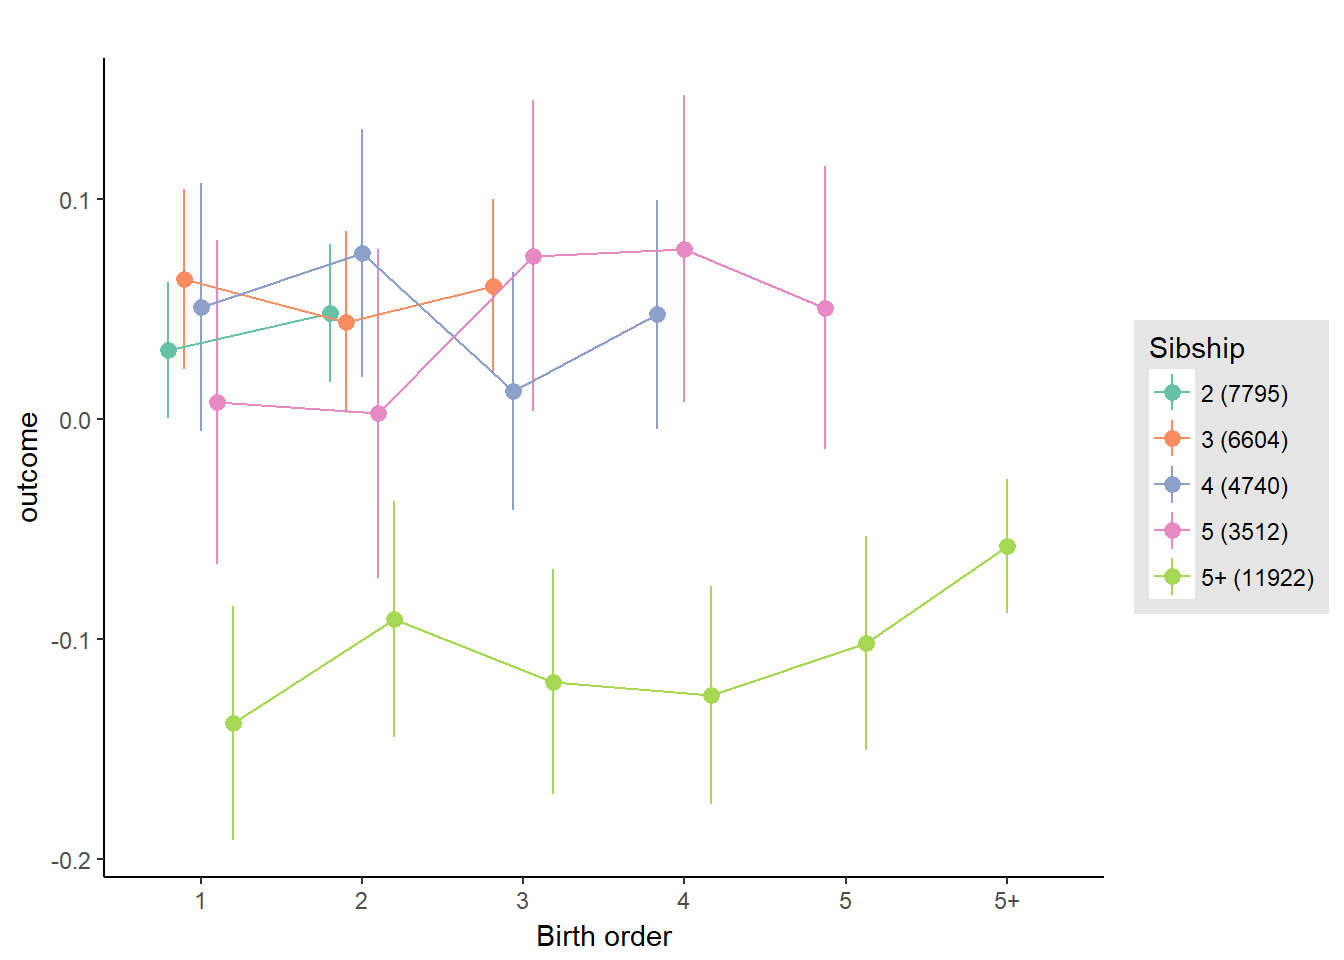 0.1
0.0
-0.1
-0.2
outcome
1 2 3 4 5 5+
Birth order
Sibship
2 (7795)
3 (6604)
4 (4740)
5 (3512)
5+ (11922)